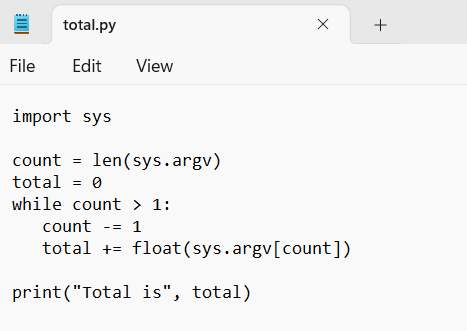 total.py
File Edit View
import sys
count = len(sys.argv)
total = 0
while count > 1:
   count -= 1
   total += float(sys.argv[count])
print("Total is", total)